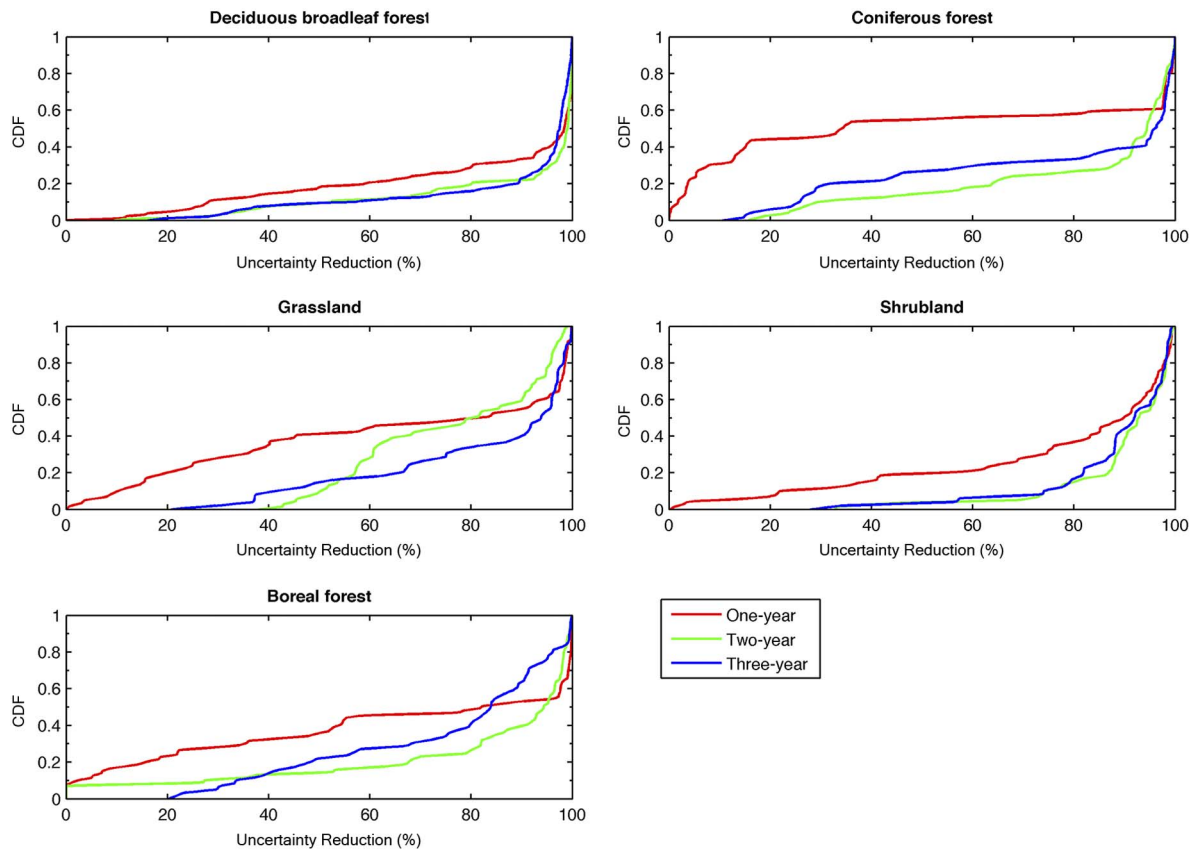 Deciduous broadleaf forest
CDF
1
0.8
0.6
0.4
0.2
0
0 20 40 60 80 100
Uncertainty Reduction (%)
Coniferous forest
CDF
1
0.8
0.6
0.4
0.2
0
0 20 40 60 80 100
Uncertainty Reduction (%)
Grassland
CDF
1
0.8
0.6
0.4
0.2
0
0 20 40 60 80 100
Uncertainty Reduction (%)
Shrubland
CDF
1
0.8
0.6
0.4
0.2
0
0 20 40 60 80 100
Uncertainty Reduction (%)
Boreal forest
CDF
1
0.8
0.6
0.4
0.2
0
0 20 40 60 80 100
Uncertainty Reduction (%)
One-year
Two-year
Three-year